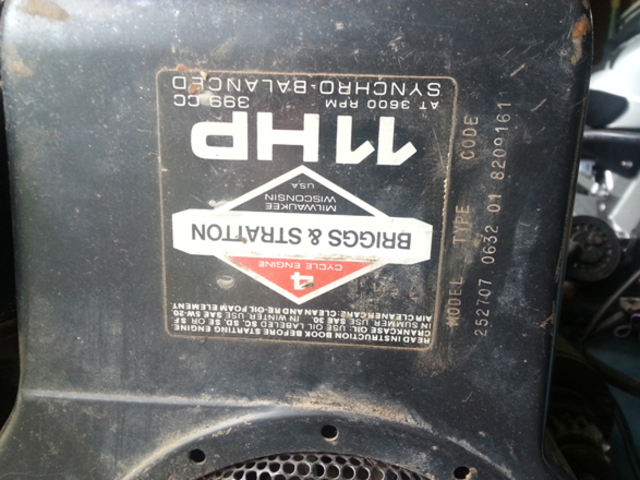 READ INSTRUCTION BOOK BEFORE STARTING ENGINE
CRANKCASE OIL: USE OIL LABELED SC, SD, SE OR SF
IN SUMMER, USE SAE 30. IN WINTER, USE SAE 5W-20
AIR CLEANER CARE: CLEAN AND RE-OIL FOAM ELEMENT.
4
CYCLE ENGINE
BRIGGS & STRATTON
MILWAUKEE
WISCONSIN
USA
11HP
AT 3600 RPM 399 CC
SYNCHRO-BALANCED
MODEL TYPE CODE
252707 0632 01 8209161